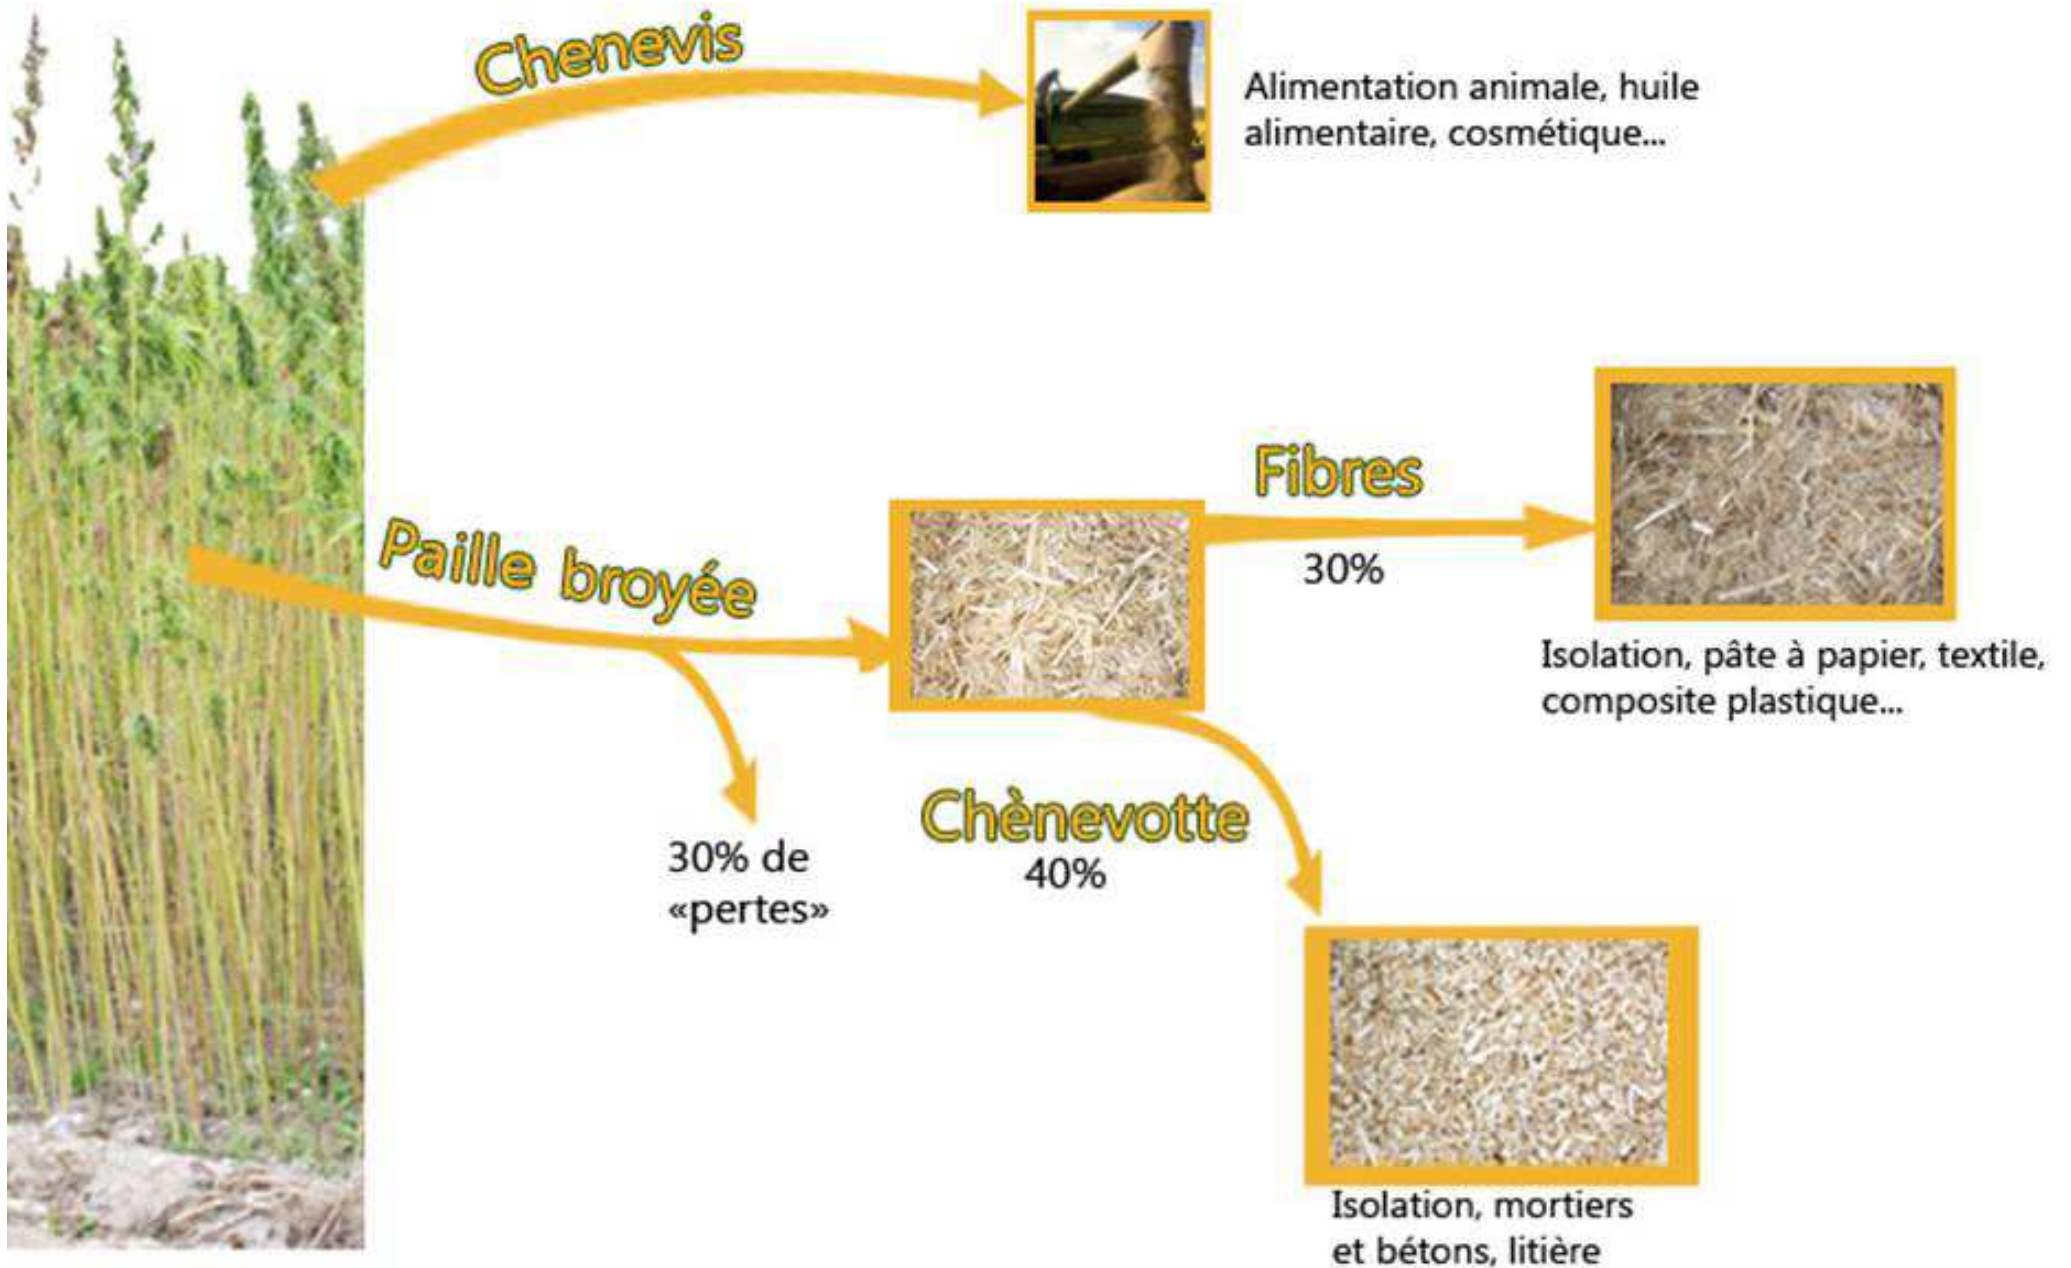 Chenevis
Alimentation animale, huile
alimentaire, cosmétique...
Fibres
30%
Paille broyée
Isolation, pâte à papier, textile,
composite plastique...
Chènevotte
40%
30% de
«pertes»
Isolation, mortiers
et bétons, litière